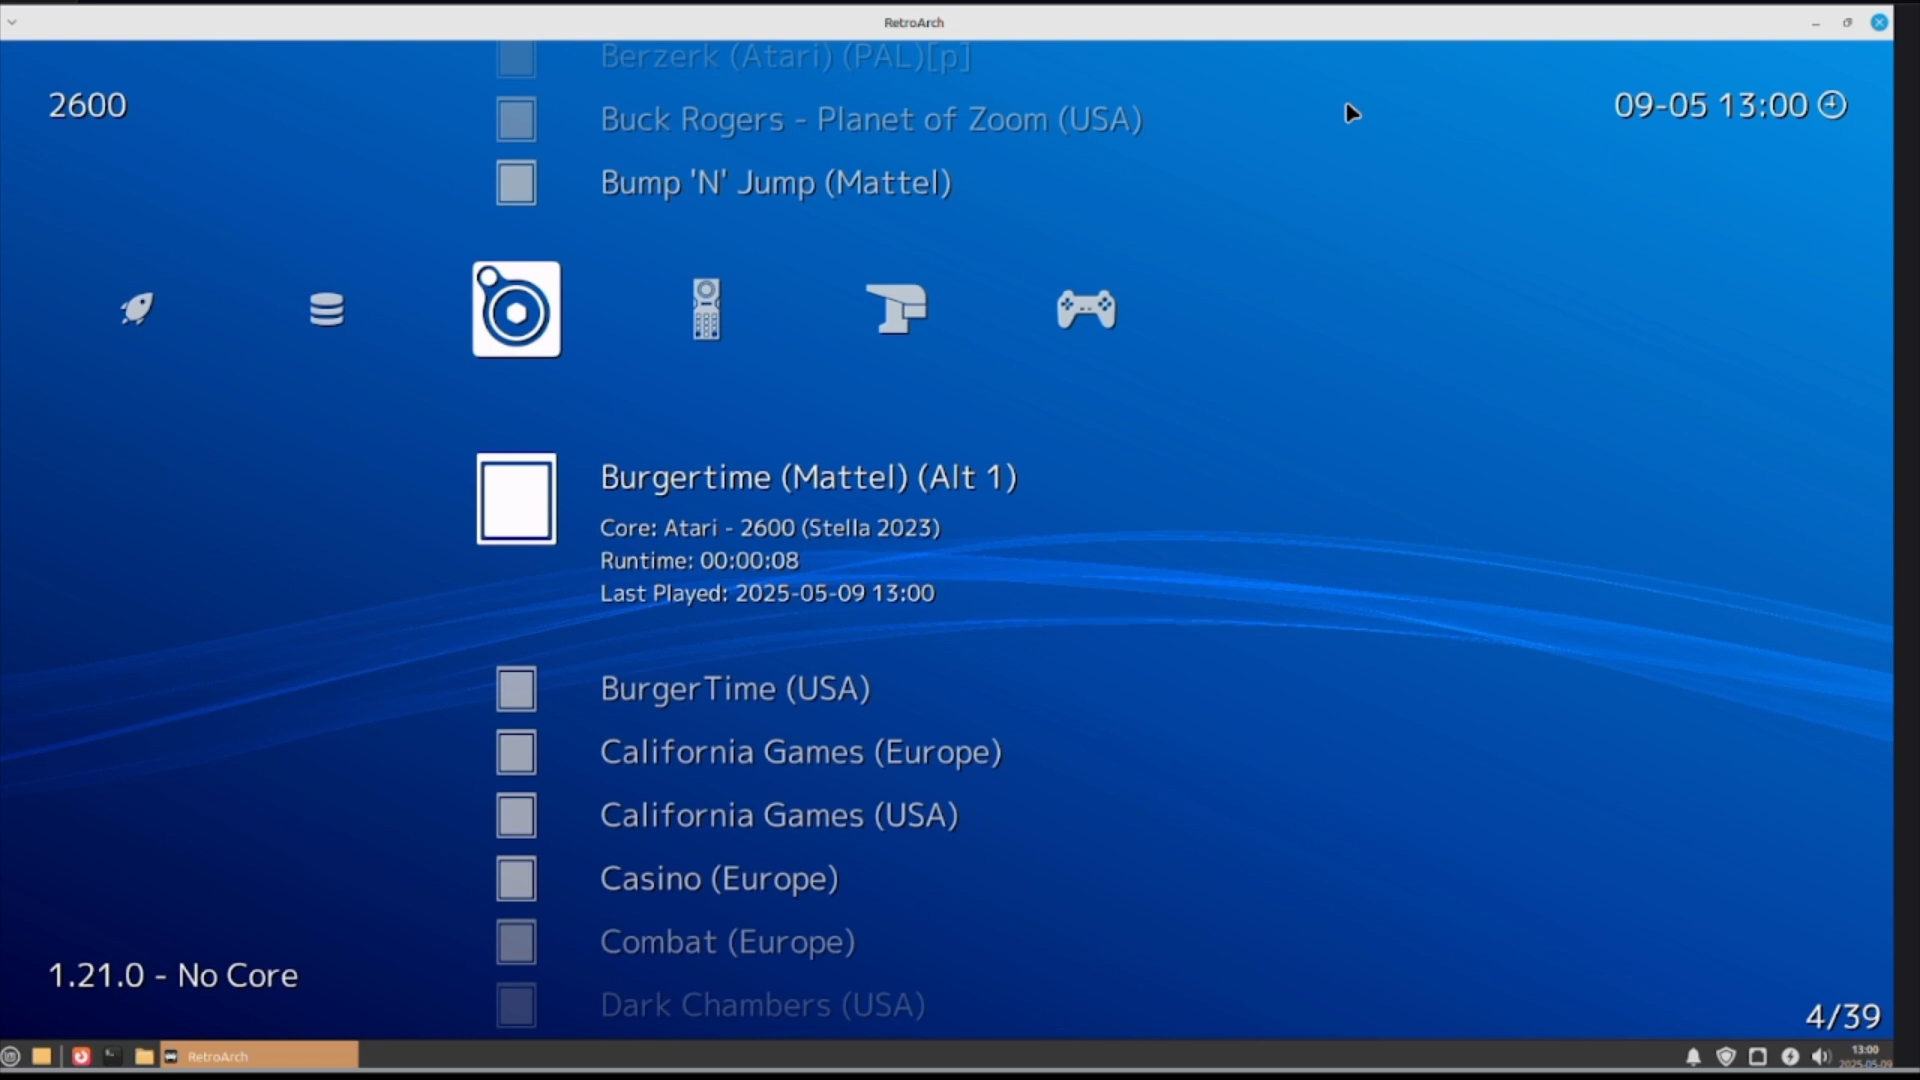 RetroArch
Berzerk (Atari) (PAL)[p]
2600
09-05 13:00
Buck Rogers - Planet of Zoom (USA)
Bump 'N' Jump (Mattel)
Burgertime (Mattel) (Alt 1)
Core: Atari - 2600 (Stella 2023)
Runtime: 00:00:08
Last Played: 2025-05-09 13:00
BurgerTime (USA)
California Games (Europe)
California Games (USA)
Casino (Europe)
Combat (Europe)
1.21.0 - No Core
Dark Chambers (USA)
4/39
RetroArch
13:00
2025-05-09